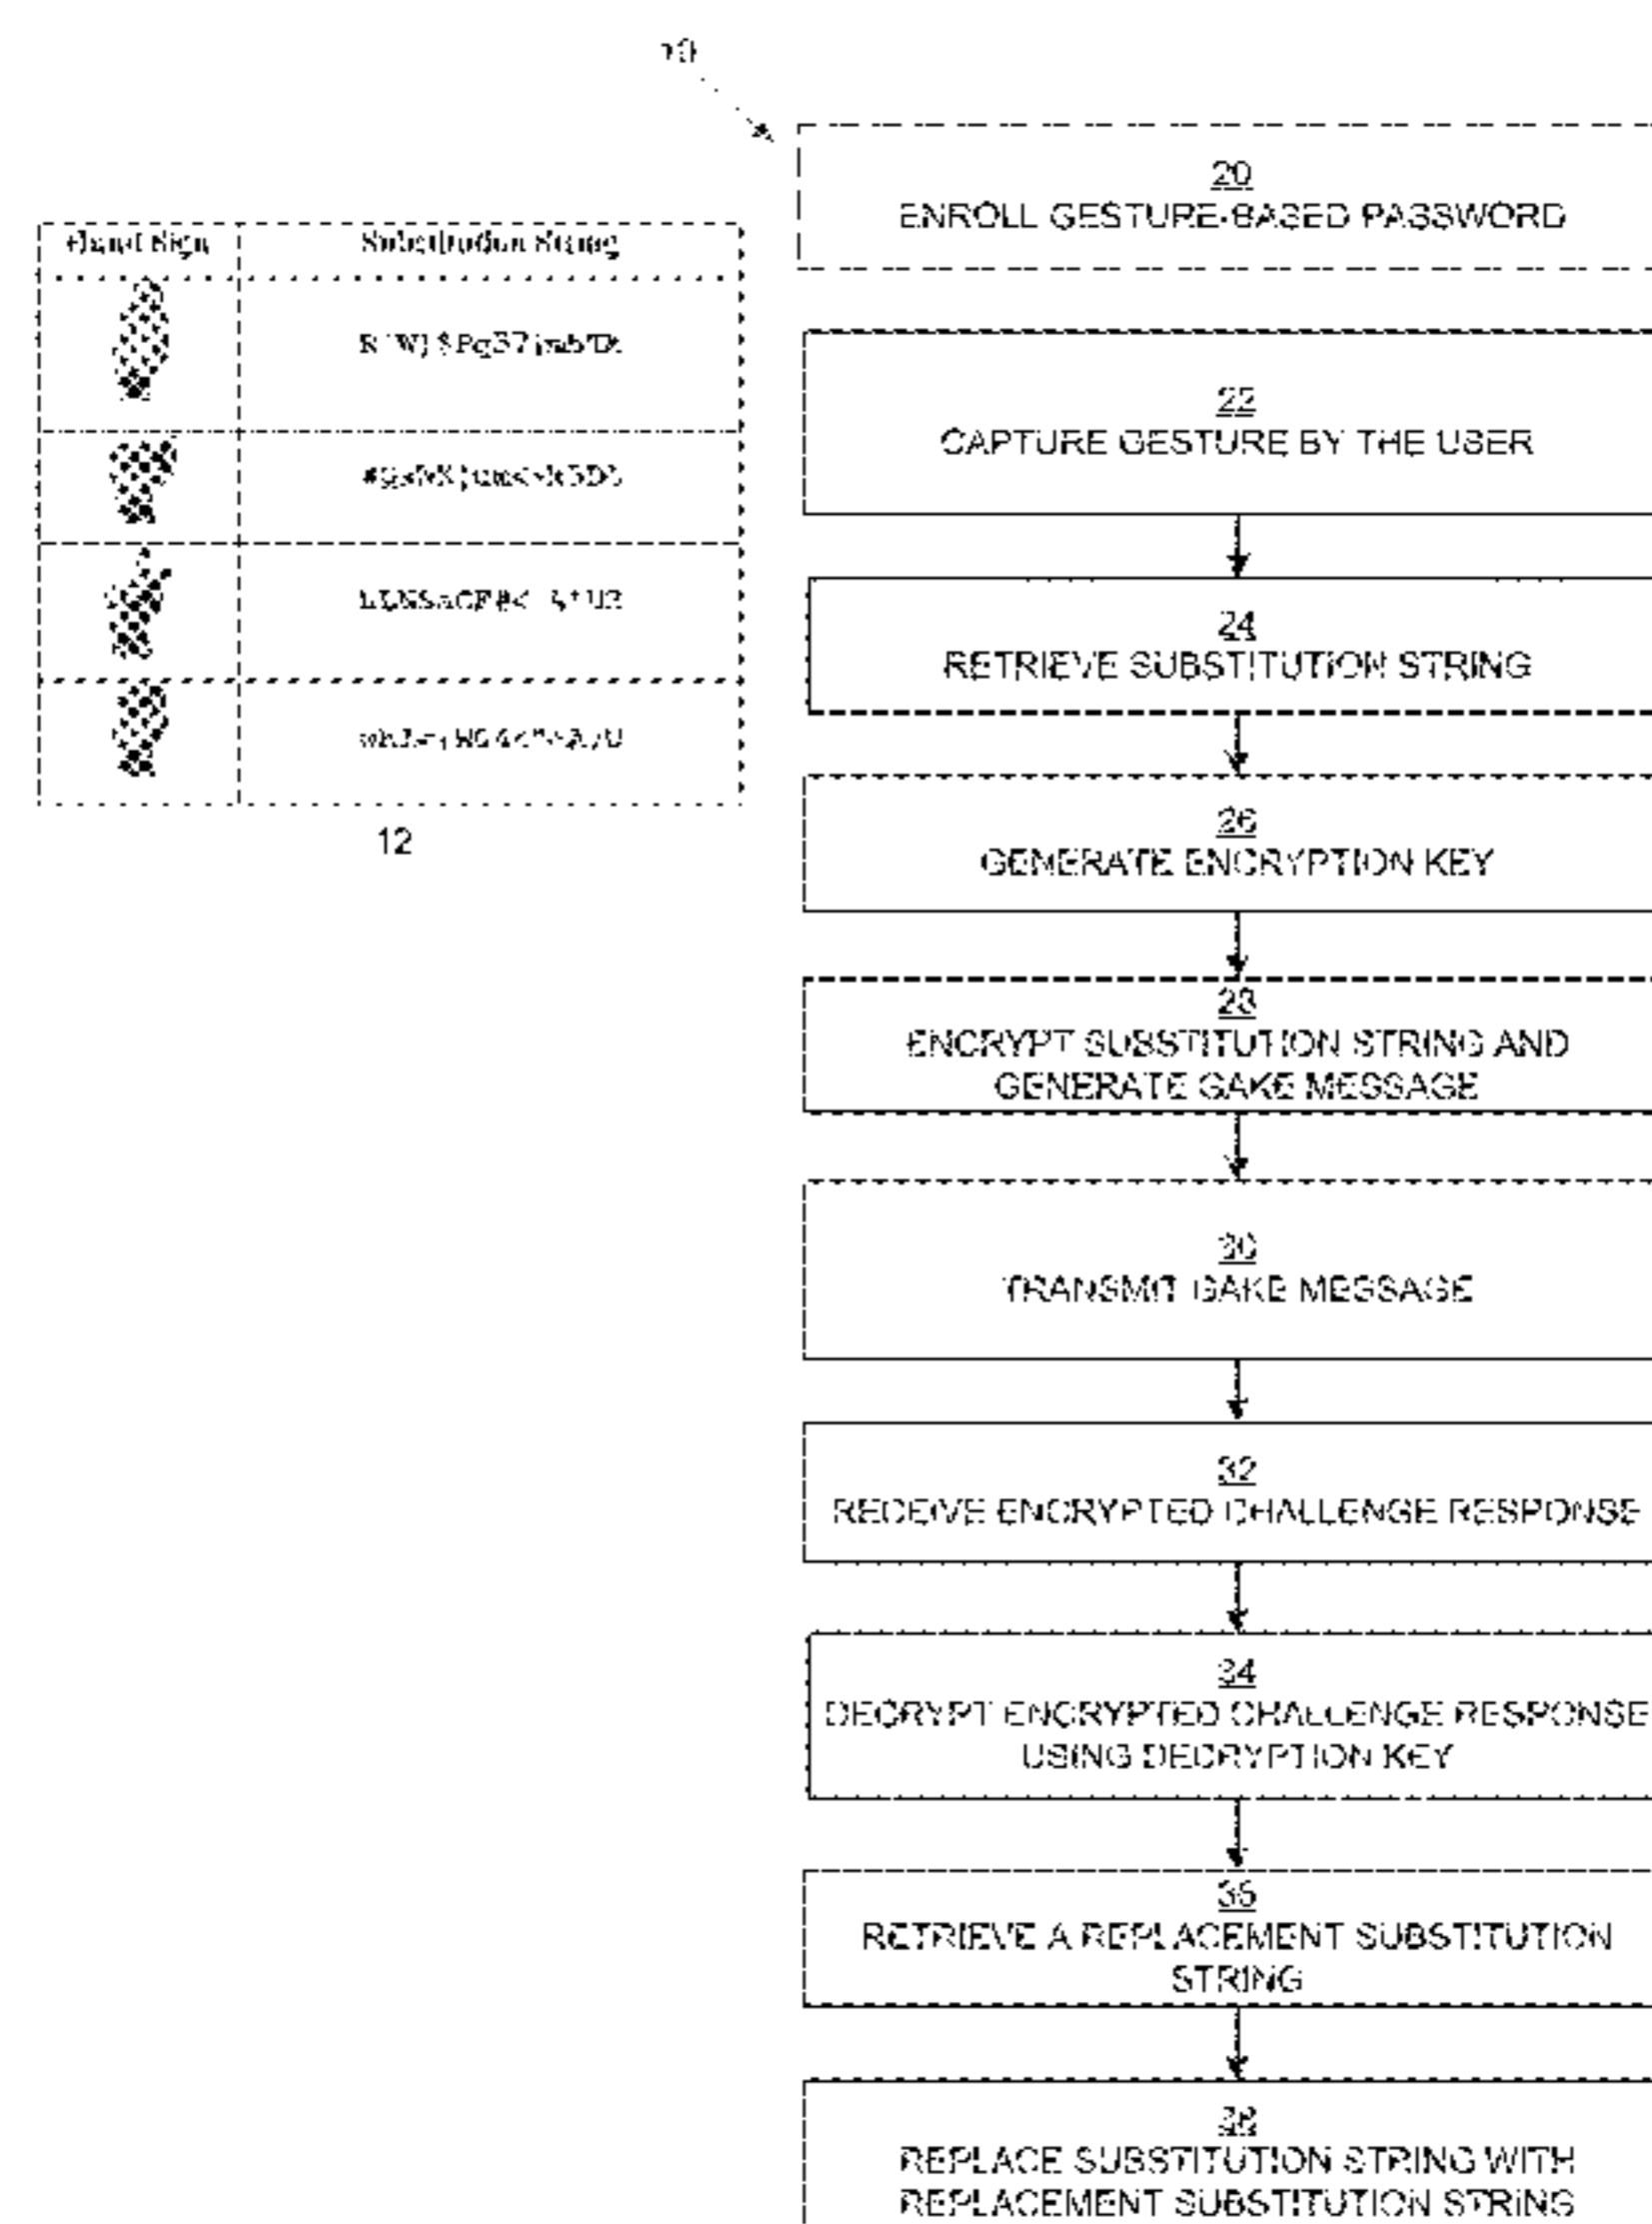 10
20
ENROLL GESTURE-BASED PASSWORD
Hand Sign Substitution String
12
22
CAPTURE GESTURE BY THE USER
24
RETRIEVE SUBSTITUTION STRING
26
GENERATE ENCRYPTION KEY
28
ENCRYPT SUBSTITUTION STRING AND
GENERATE GAKE MESSAGE
30
TRANSMIT GAKE MESSAGE
32
RECEIVE ENCRYPTED CHALLENGE RESPONSE
34
DECRYPT ENCRYPTED CHALLENGE RESPONSE
USING DECRYPTION KEY
36
RETRIEVE A REPLACEMENT SUBSTITUTION
STRING
38
REPLACE SUBSTITUTION STRING WITH
REPLACEMENT SUBSTITUTION STRING